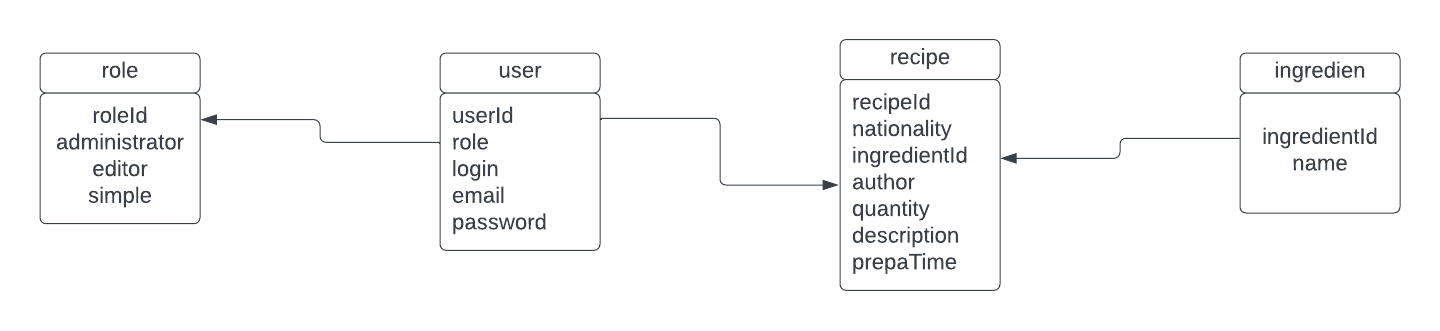 role
roleId
administrator
editor
simple
user
userId
role
login
email
password
recipe
recipeId
nationality
ingredientId
author
quantity
description
prepaTime
ingredien
ingredientId
name